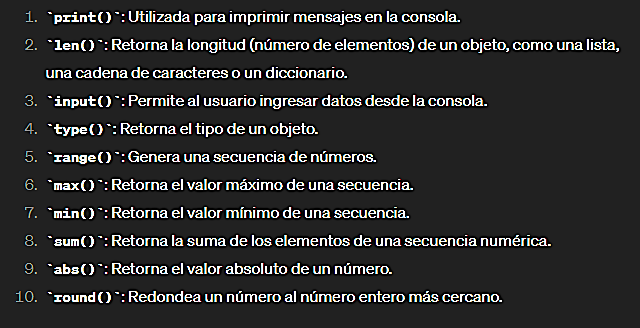 1. `print()`: Utilizada para imprimir mensajes en la consola.
2. `len()`: Retorna la longitud (número de elementos) de un objeto, como una lista,
una cadena de caracteres o un diccionario.
3. `input()`: Permite al usuario ingresar datos desde la consola.
4. `type()`: Retorna el tipo de un objeto.
5. `range()`: Genera una secuencia de números.
6. `max()`: Retorna el valor máximo de una secuencia.
7. `min()`: Retorna el valor mínimo de una secuencia.
8. `sum()`: Retorna la suma de los elementos de una secuencia numérica.
9. `abs()`: Retorna el valor absoluto de un número.
10. `round()`: Redondea un número al número entero más cercano.